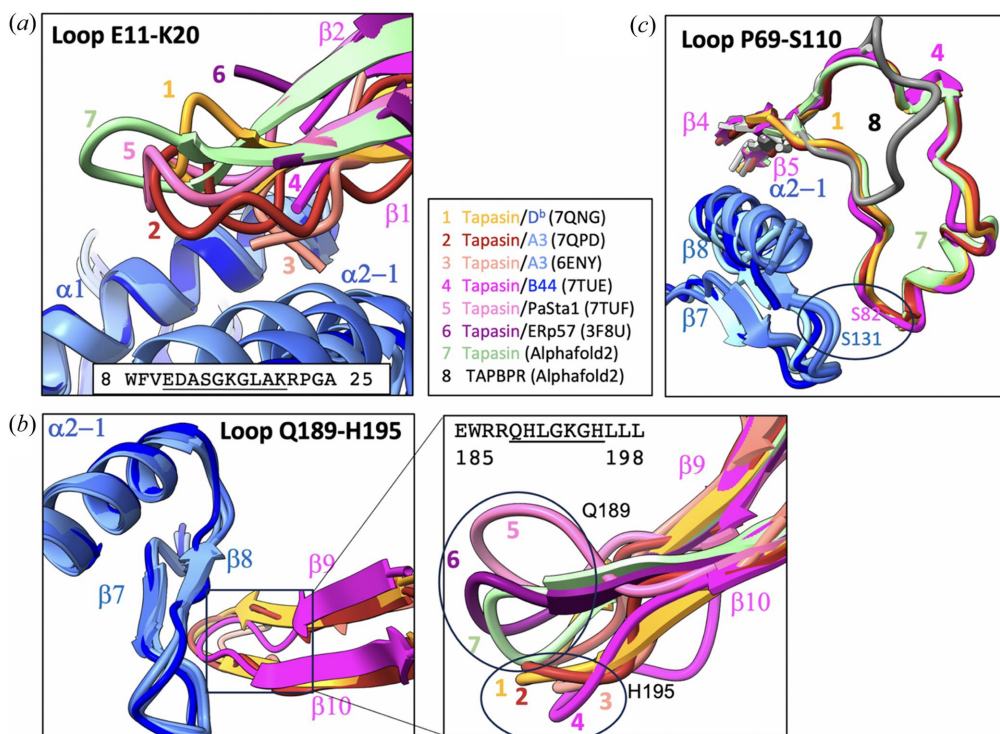 (a)
Loop E11-K20
β2
6
1
7
5
4
β1
2
3
α1
α2-1
8 WFVEDASGKGLAKRPGA 25
1 Tapasin/Dᵇ (7QNG)
2 Tapasin/A3 (7QPD)
3 Tapasin/A3 (6ENY)
4 Tapasin/B44 (7TUE)
5 Tapasin/PaSta1 (7TUF)
6 Tapasin/ERp57 (3F8U)
7 Tapasin (Alphafold2)
8 TAPBPR (Alphafold2)
(c)
Loop P69-S110
4
β4
1
8
β5
α2-1
β8
7
β7
S82
S131
(b)
α2-1
Loop Q189-H195
β8
β7
β9
β10
EWRRQHLGKGHLLL
185 198
β9
Q189
5
6
β10
7
H195
1
2
3
4